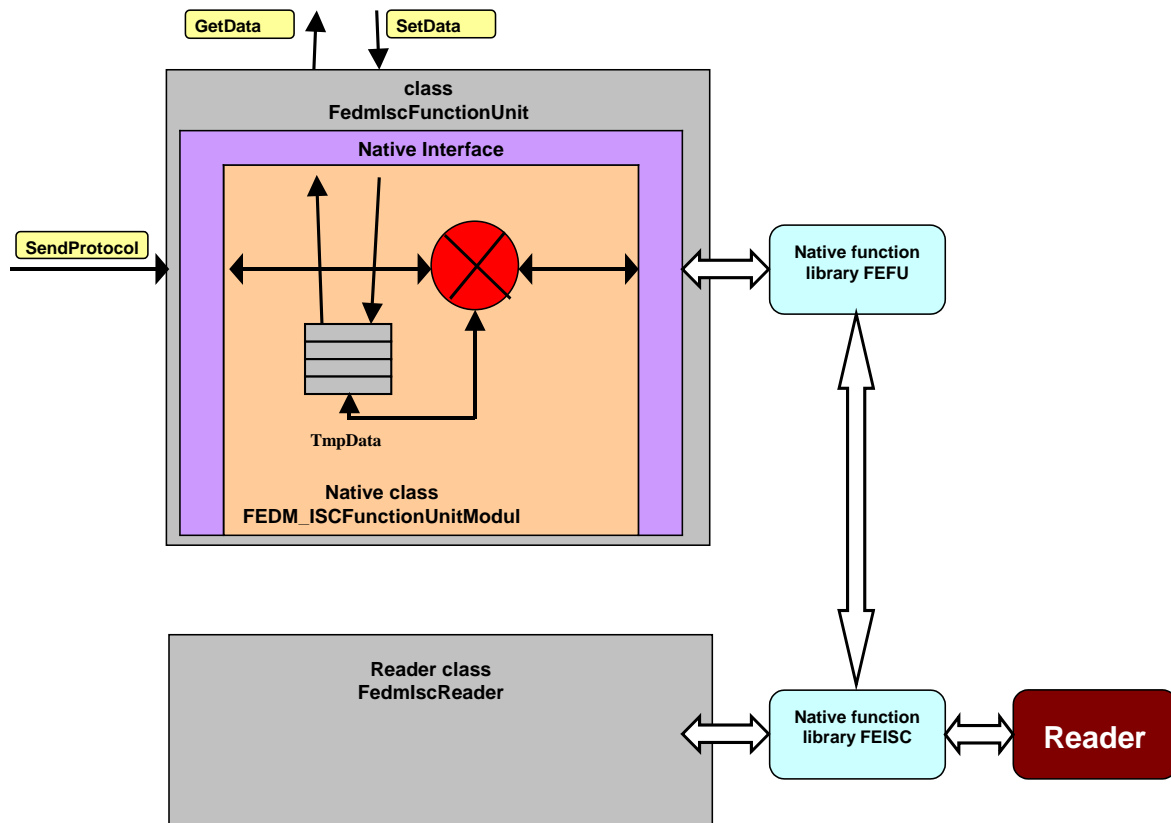 GetData
SetData
class
FedmIscFunctionUnit
Native Interface
SendProtocol
Native function
library FEFU
TmpData
Native class
FEDM_ISCFunctionUnitModul
Reader class
FedmIscReader
Native function
library FEISC
Reader